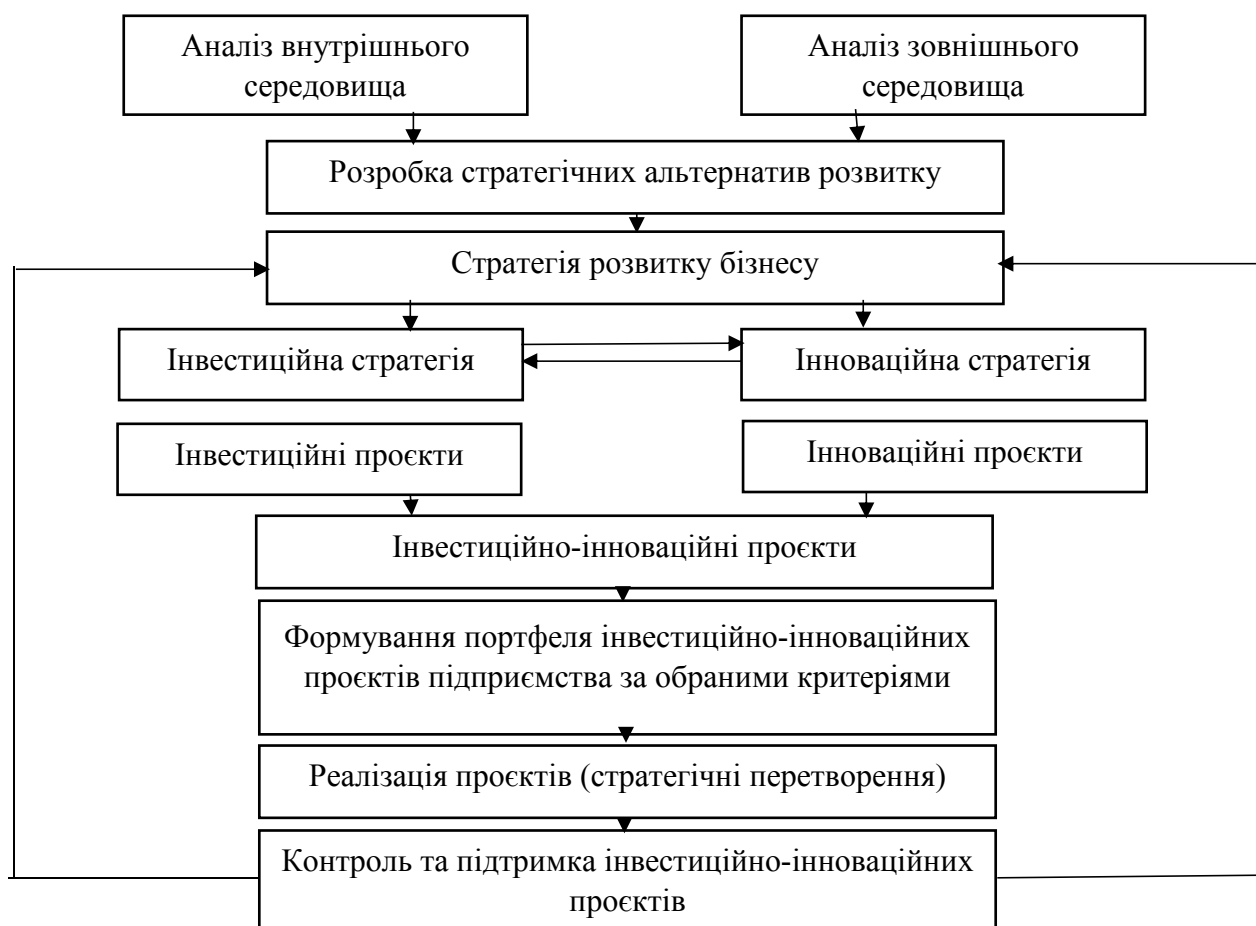 Аналіз внутрішнього
середовища
Аналіз зовнішнього
середовища
Розробка стратегічних альтернатив розвитку
Стратегія розвитку бізнесу
Інвестиційна стратегія
Інноваційна стратегія
Інвестиційні проєкти
Інноваційні проєкти
Інвестиційно-інноваційні проєкти
Формування портфеля інвестиційно-інноваційних
проєктів підприємства за обраними критеріями
Реалізація проєктів (стратегічні перетворення)
Контроль та підтримка інвестиційно-інноваційних
проєктів